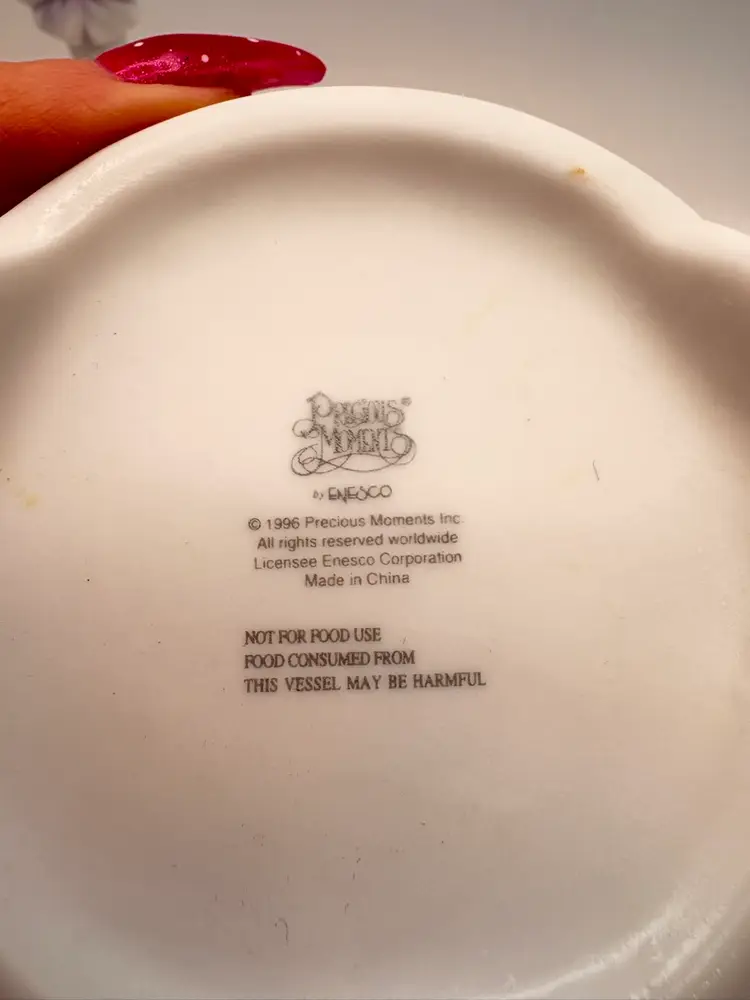 PRECIOUS®
MOMENTS
by ENESCO
© 1996 Precious Moments Inc.
All rights reserved worldwide
Licensee Enesco Corporation
Made in China
NOT FOR FOOD USE
FOOD CONSUMED FROM
THIS VESSEL MAY BE HARMFUL